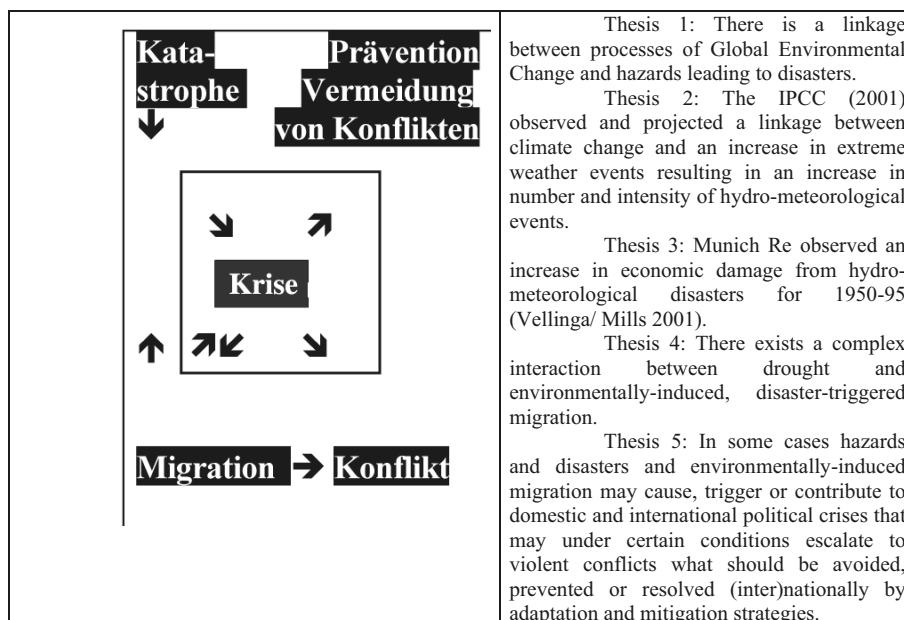 Kata-
strophe
Prävention
Vermeidung
von Konflikten
Krise
Migration → Konflikt
Thesis 1: There is a linkage
between processes of Global Environmental
Change and hazards leading to disasters.
Thesis 2: The IPCC (2001)
observed and projected a linkage between
climate change and an increase in extreme
weather events resulting in an increase in
number and intensity of hydro-meteorological
events.
Thesis 3: Munich Re observed an
increase in economic damage from hydro-
meteorological disasters for 1950-95
(Vellinga/ Mills 2001).
Thesis 4: There exists a complex
interaction between drought and
environmentally-induced, disaster-triggered
migration.
Thesis 5: In some cases hazards
and disasters and environmentally-induced
migration may cause, trigger or contribute to
domestic and international political crises that
may under certain conditions escalate to
violent conflicts what should be avoided,
prevented or resolved (inter)nationally by
adaptation and mitigation strategies.